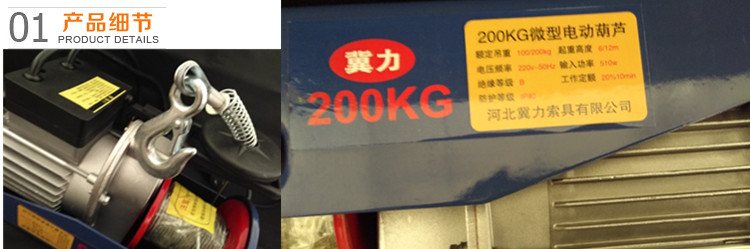 01 产品细节
PRODUCT DETAILS
冀力
200KG
200KG微型电动葫芦
额定吊重 100/200kg 起重高度 6/12m
电压频率 220v~50Hz 输入功率 510w
绝缘等级 B 工作定额 20%10min
防护等级
河北冀力索具有限公司